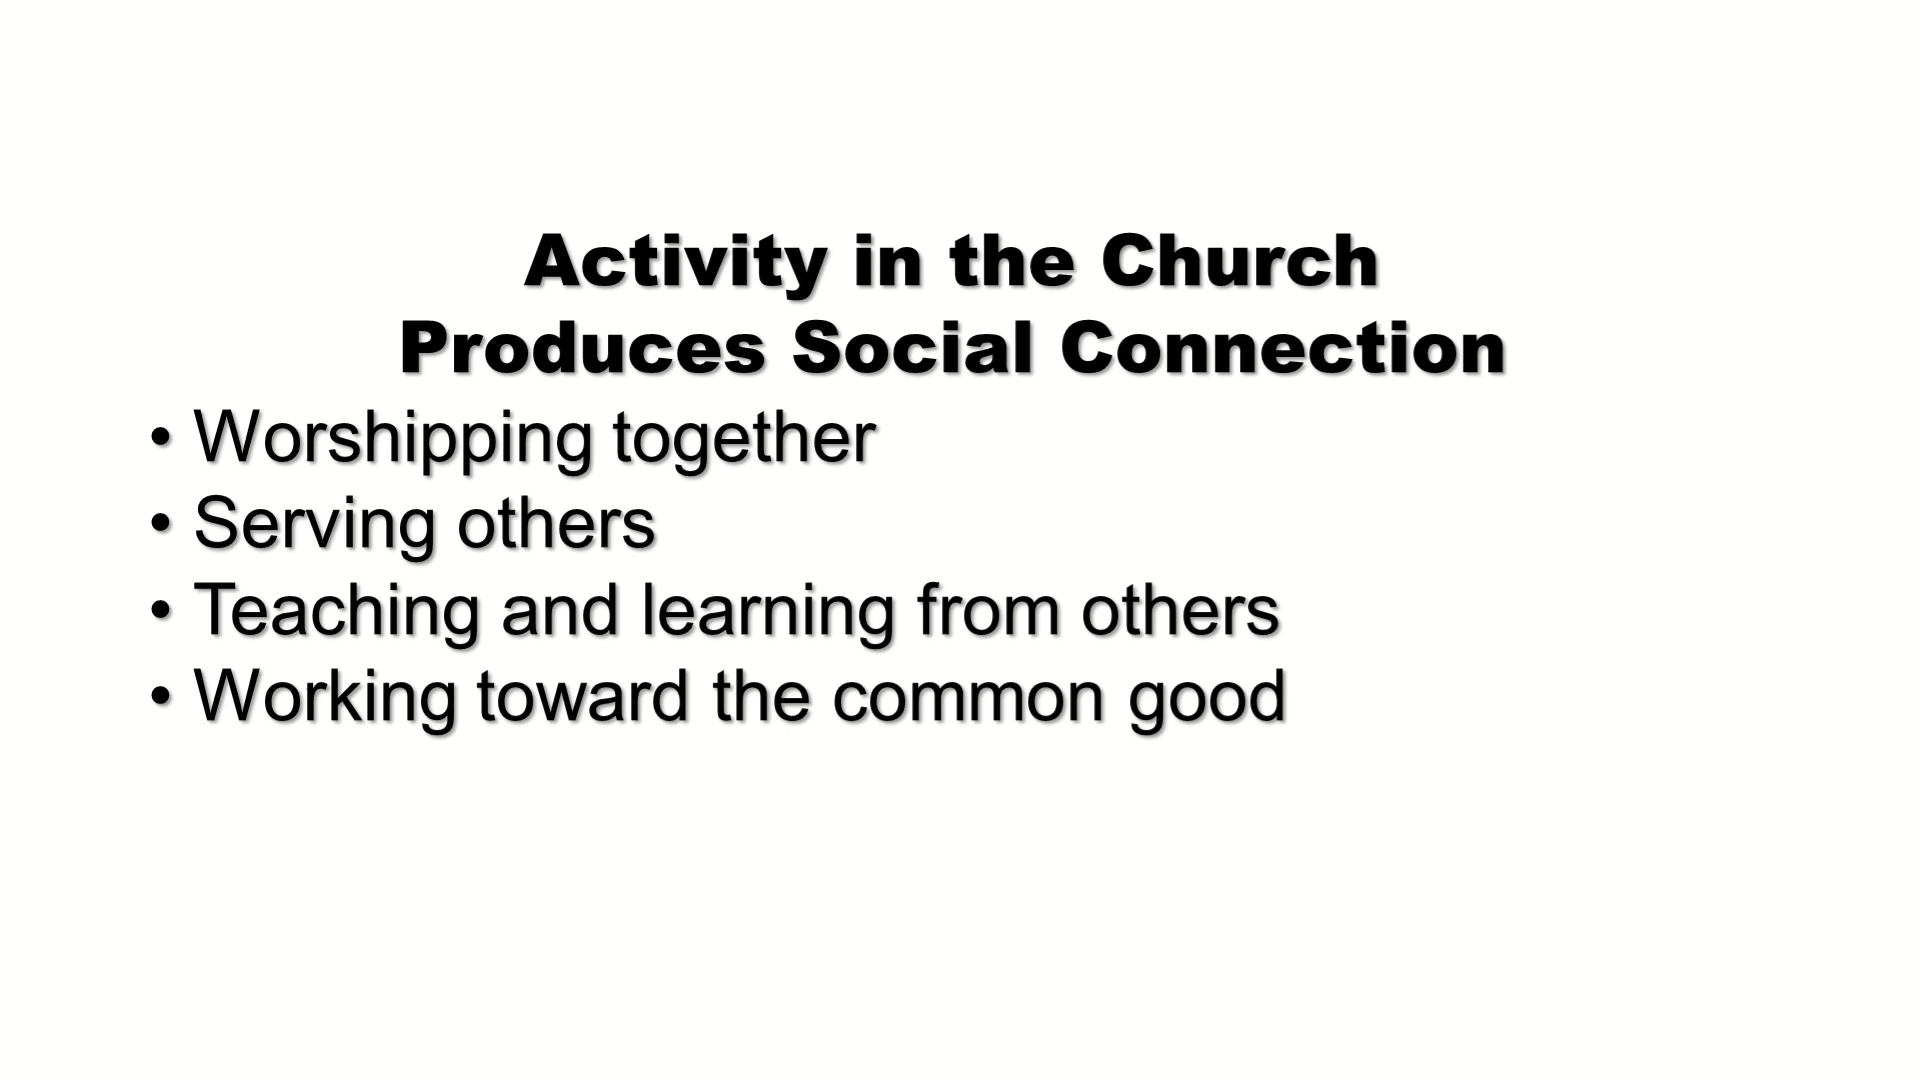 Activity in the Church
Produces Social Connection
• Worshipping together
• Serving others
• Teaching and learning from others
• Working toward the common good